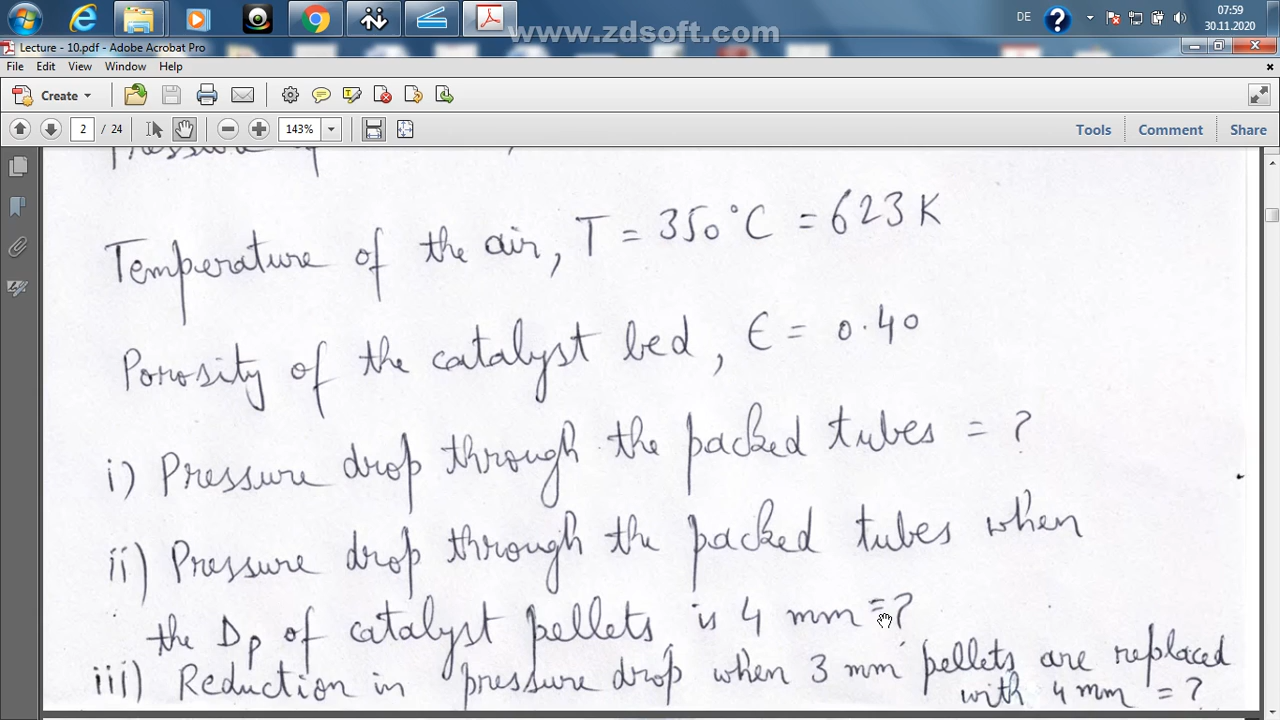 www.zdsoft.com
DE
07:59
30.11.2020
Lecture - 10.pdf - Adobe Acrobat Pro
File Edit View Window Help
Create
2 / 24
143%
Tools Comment Share
Pressure of
Temperature of the air, T = 350°C = 623 K
Porosity of the catalyst bed, Є = 0.40
i) Pressure drop through the packed tubes = ?
ii) Pressure drop through the packed tubes when
the Dp of catalyst pellets is 4 mm = ?
iii) Reduction in pressure drop when 3 mm pellets are replaced
with 4 mm = ?